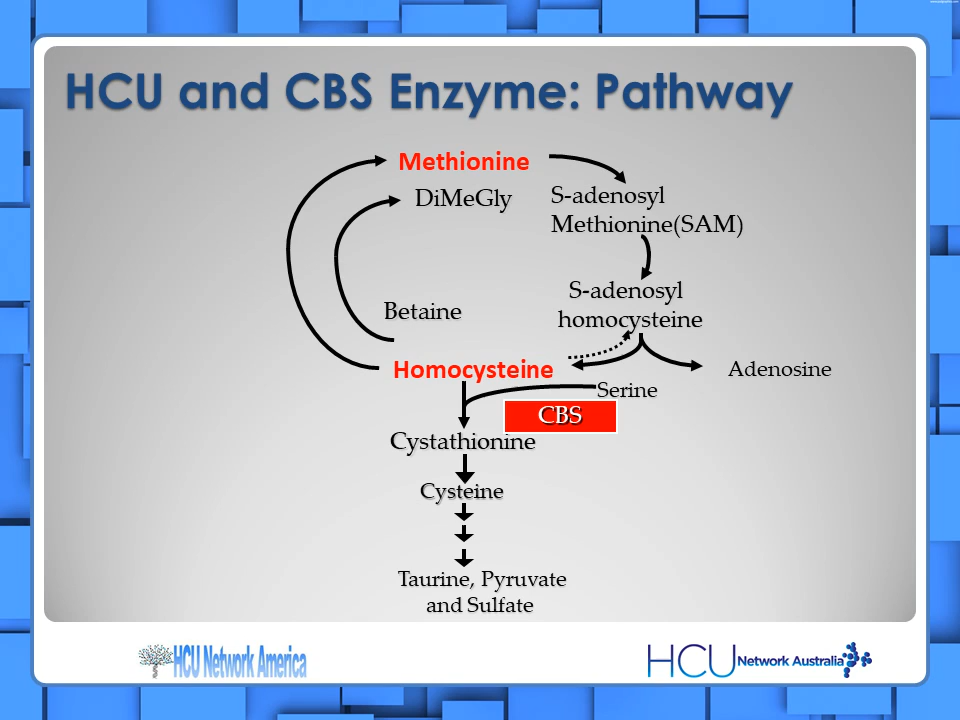 HCU and CBS Enzyme: Pathway
Methionine
DiMeGly
S-adenosyl
Methionine(SAM)
S-adenosyl
homocysteine
Betaine
Homocysteine
Adenosine
Serine
CBS
Cystathionine
Cysteine
Taurine, Pyruvate
and Sulfate
HCU Network America
HCU Network Australia